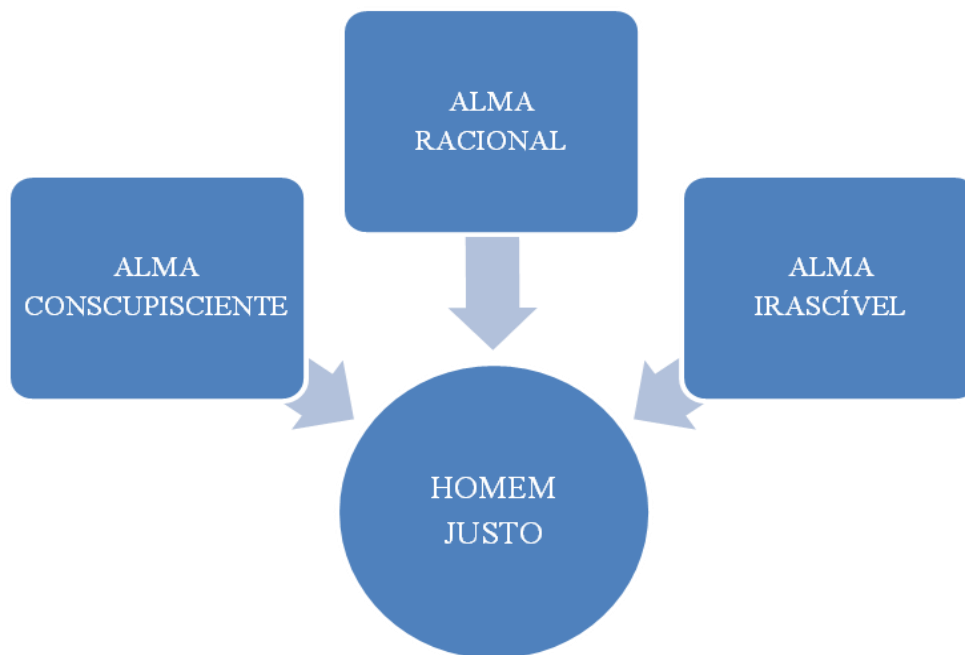 ALMA
RACIONAL
ALMA
CONSCUPISCIENTE
ALMA
IRASCÍVEL
HOMEM
JUSTO